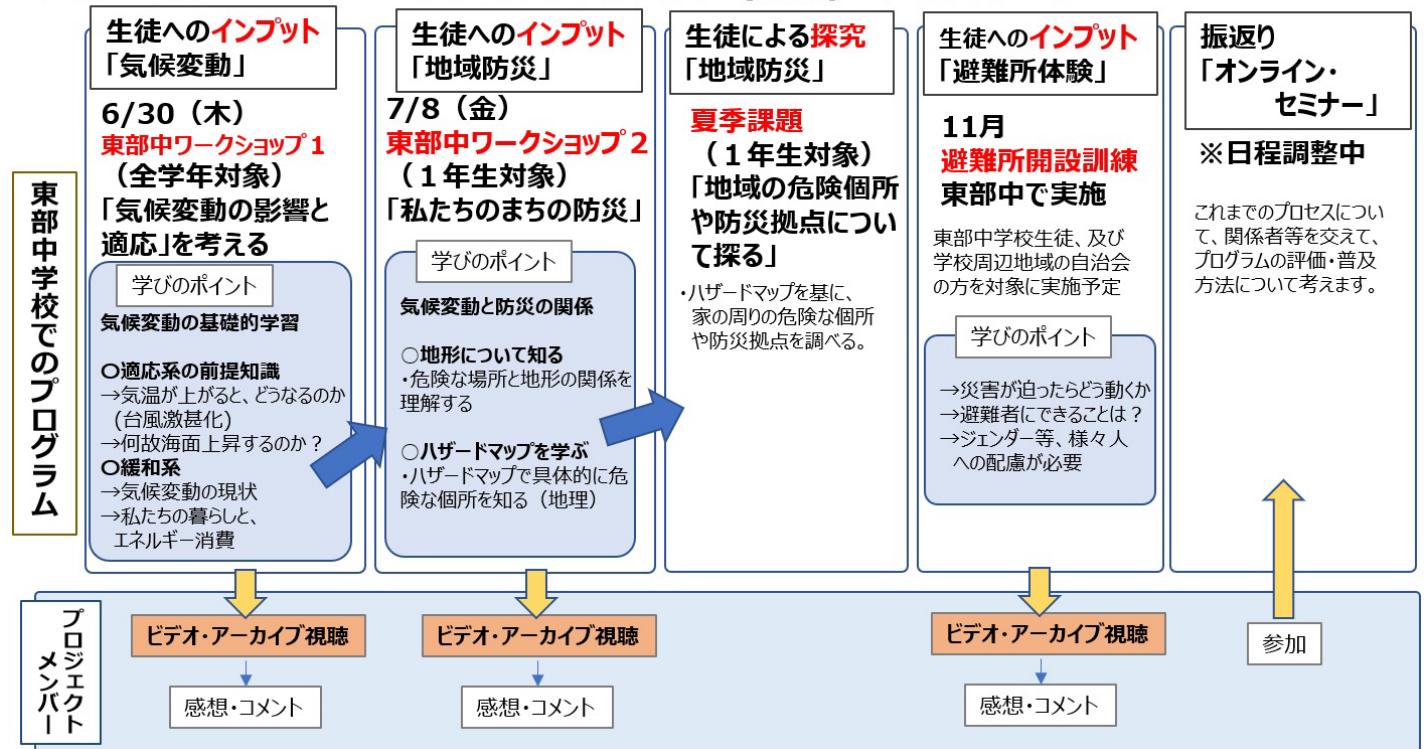 東部中学校でのプログラム
生徒へのインプット
「気候変動」
6/30（木）
東部中ワークショップ１
（全学年対象）
「気候変動の影響と
適応」を考える
学びのポイント
気候変動の基礎的学習
〇適応系の前提知識
→気温が上がると、どうなるのか
(台風激甚化)
→何故海面上昇するのか？
〇緩和系
→気候変動の現状
→私たちの暮らしと、
エネルギー消費
生徒へのインプット
「地域防災」
7/8（金）
東部中ワークショップ２
（１年生対象）
「私たちのまちの防災」
学びのポイント
気候変動と防災の関係
○地形について知る
・危険な場所と地形の関係を
理解する
○ハザードマップを学ぶ
・ハザードマップで具体的に危
険な個所を知る（地理）
生徒による探究
「地域防災」
夏季課題
（１年生対象）
「地域の危険個所
や防災拠点につい
て探る」
・ハザードマップを基に、
家の周りの危険な個所
や防災拠点を調べる。
生徒へのインプット
「避難所体験」
11月
避難所開設訓練
東部中で実施
東部中学校生徒、及び
学校周辺地域の自治会
の方を対象に実施予定
学びのポイント
→災害が迫ったらどう動くか
→避難者にできることは？
→ジェンダー等、様々人
への配慮が必要
振返り
「オンライン・
セミナー」
※日程調整中
これまでのプロセスについ
て、関係者等を交えて、
プログラムの評価・普及
方法について考えます。
プロジェクト
メンバー
ビデオ・アーカイブ視聴
感想・コメント
ビデオ・アーカイブ視聴
感想・コメント
ビデオ・アーカイブ視聴
感想・コメント
参加